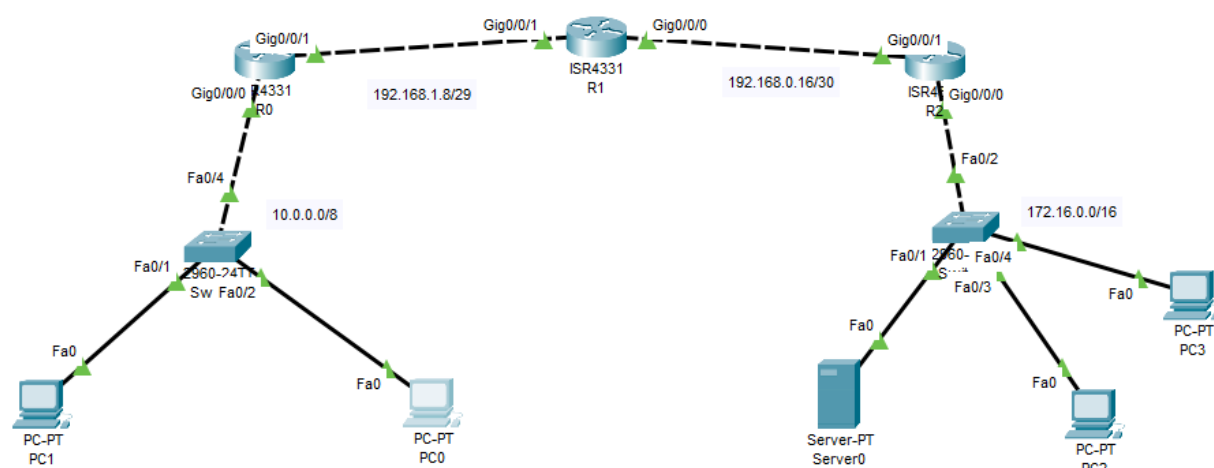 Gig0/0/1
Gig0/0/0
Gig0/0/1
Gig0/0/1
ISR4331
R1
R4331
R0
192.168.1.8/29
192.168.0.16/30
R2
Gig0/0/0
Gig0/0/0
Fa0/4
Fa0/2
10.0.0.0/8
172.16.0.0/16
Fa0/1
Fa0/2
Fa0/1
Fa0/4
Fa0/3
Fa0
Fa0
Fa0
Fa0
Fa0
PC-PT
PC3
PC-PT
PC1
PC-PT
PC0
Server-PT
Server0
PC-PT